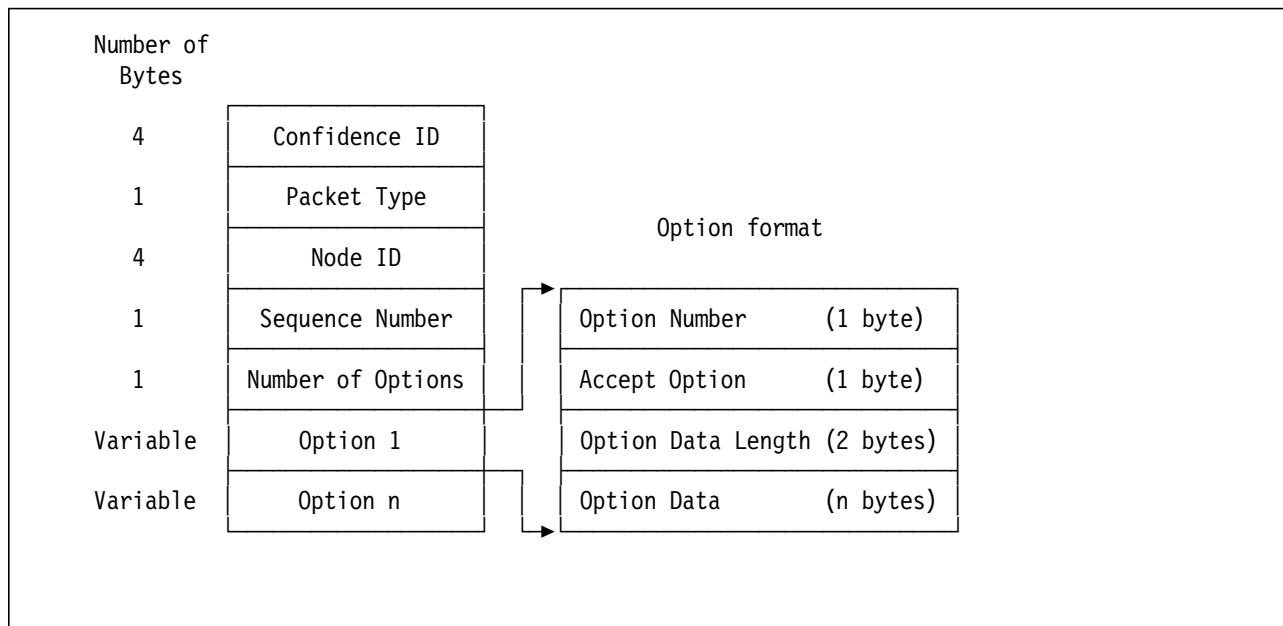 Number of
Bytes
4 Confidence ID
1 Packet Type
Option format
4 Node ID
1 Sequence Number Option Number (1 byte)
1 Number of Options Accept Option (1 byte)
Variable Option 1 Option Data Length (2 bytes)
Variable Option n Option Data (n bytes)